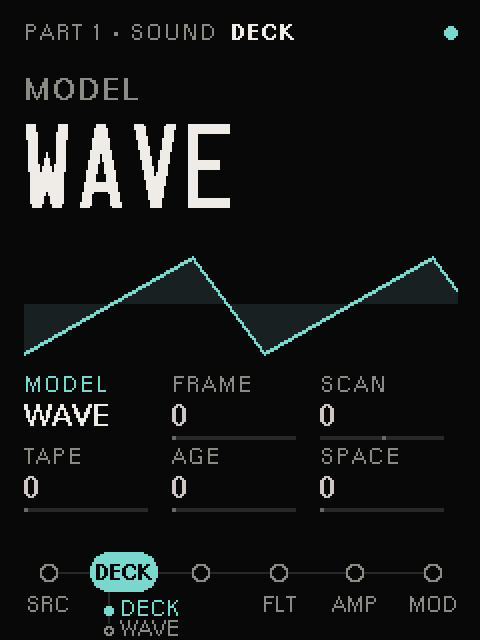 PART 1 · SOUND DECK
MODEL
WAVE
MODEL FRAME SCAN
WAVE 0 0
TAPE AGE SPACE
0 0 0
DECK
SRC FLT AMP MOD
DECK
WAVE